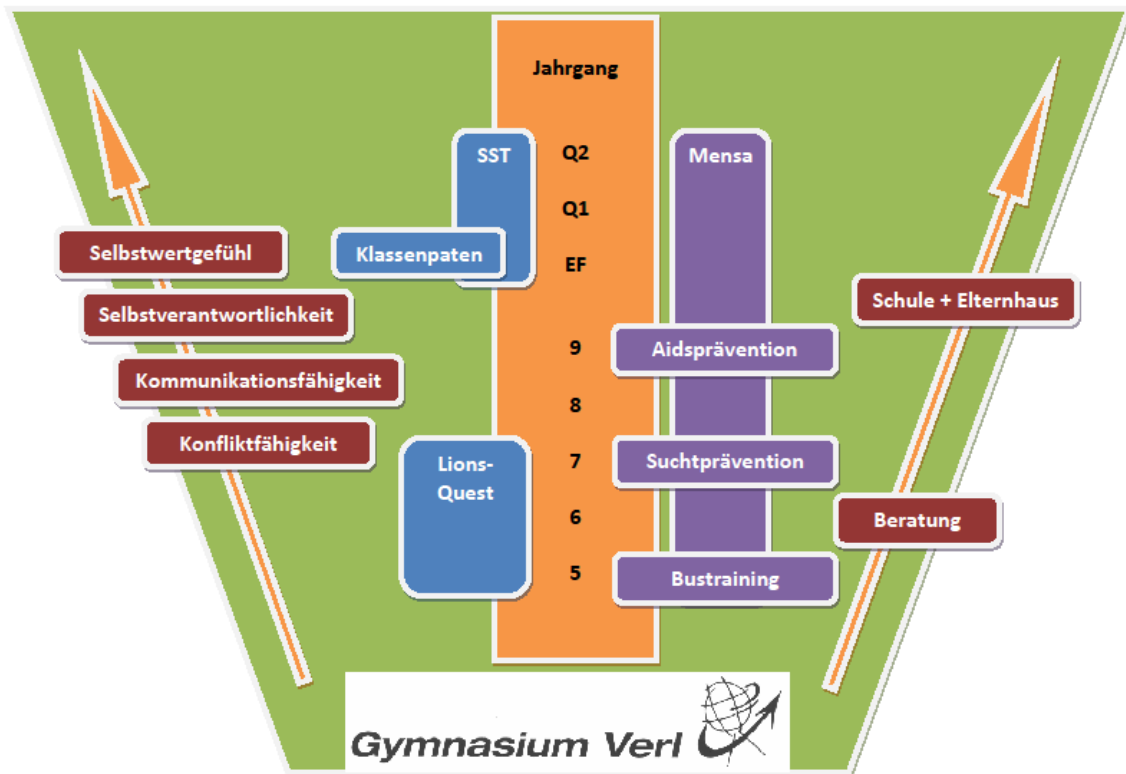 Jahrgang
SST
Q2
Mensa
Q1
Selbstwertgefühl
Klassenpaten
EF
Schule + Elternhaus
Selbstverantwortlichkeit
9
Aidsprävention
Kommunikationsfähigkeit
8
Konfliktfähigkeit
Lions-
Quest
7
Suchtprävention
6
Beratung
5
Bustraining
Gymnasium Verl